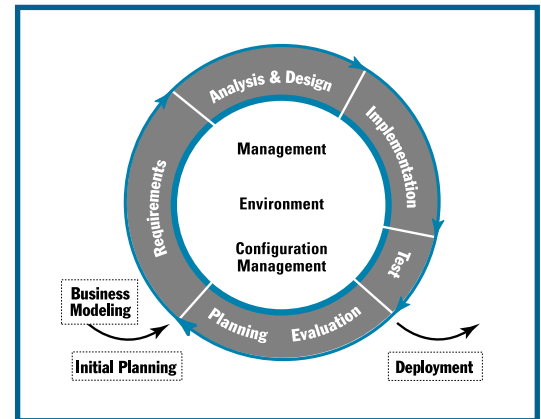 Analysis & Design
Implementation
Test
Planning Evaluation
Requirements
Management
Environment
Configuration
Management
Business
Modeling
Initial Planning
Deployment